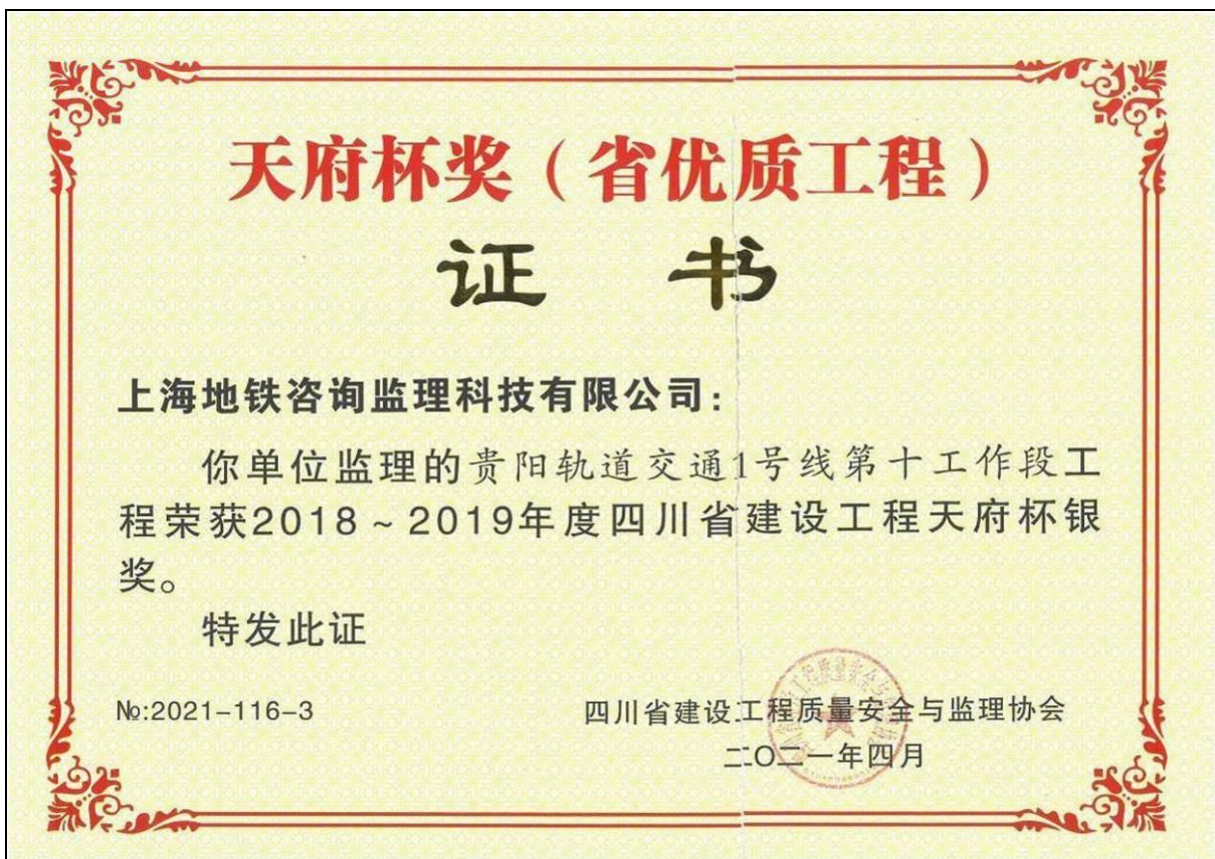 天府杯奖（省优质工程）
证 书
上海地铁咨询监理科技有限公司：
你单位监理的贵阳轨道交通1号线第十工作段工
程荣获2018～2019年度四川省建设工程天府杯银
奖。
特发此证
№:2021-116-3
四川省建设工程质量安全与监理协会
二〇二一年四月